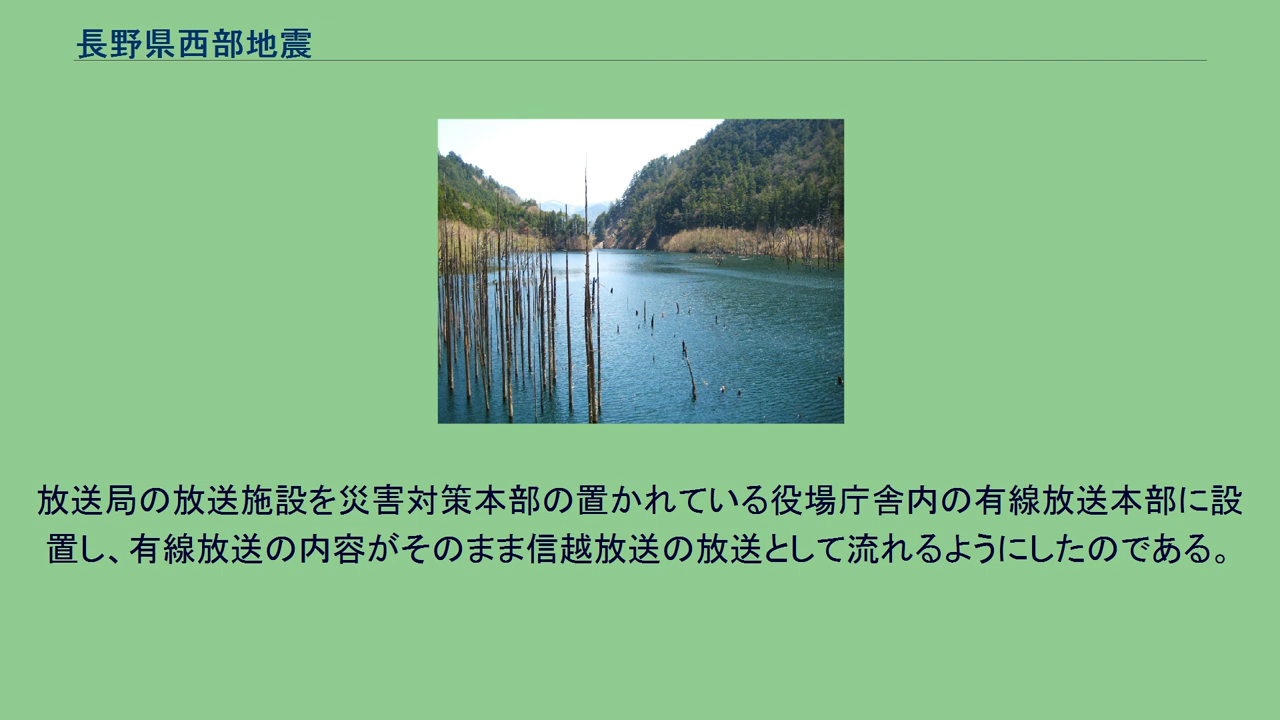 長野県西部地震
放送局の放送施設を災害対策本部の置かれている役場庁舎内の有線放送本部に設
置し、有線放送の内容がそのまま信越放送の放送として流れるようにしたのである。